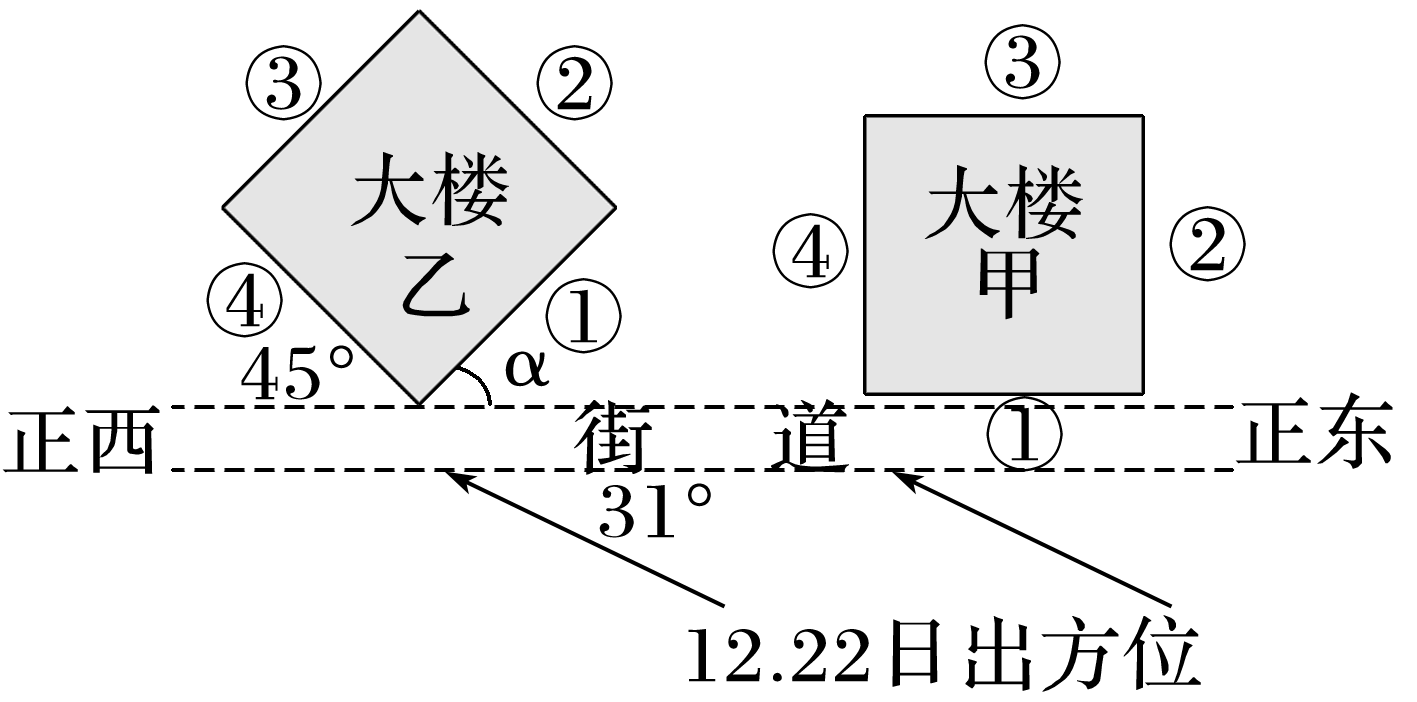 ③ ② ③
大楼
乙
大楼
甲
④ ① ④ ②
45° α
正西 街 道 ① 正东
31°
12.22日出方位